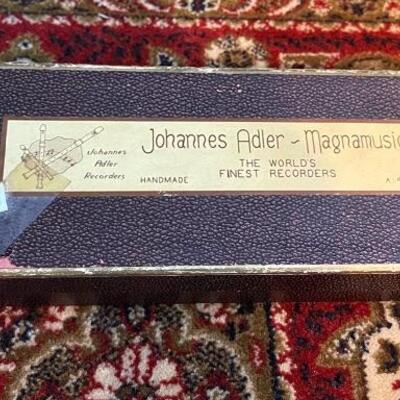 Johannes Adler ~ Magnamusic
THE WORLD'S
FINEST RECORDERS
HANDMADE
Johannes
Adler
Recorders